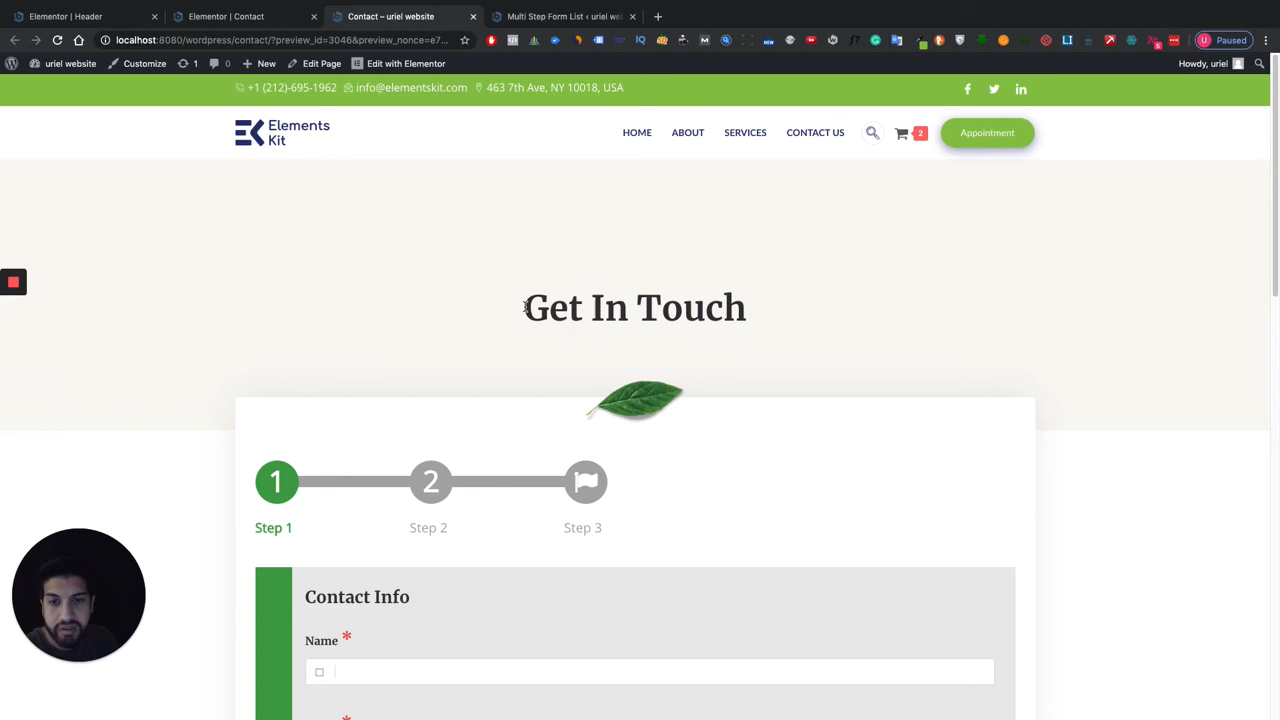 Elementor | Header
Elementor | Contact
Contact – uriel website
Multi Step Form List ‹ uriel we
localhost:8080/wordpress/contact/?preview_id=3046&preview_nonce=e7...
Paused
uriel website
Customize
1
0
New
Edit Page
Edit with Elementor
Howdy, uriel
+1 (212)-695-1962
info@elementskit.com
463 7th Ave, NY 10018, USA
Elements
Kit
HOME
ABOUT
SERVICES
CONTACT US
2
Appointment
Get In Touch
1
2
Step 1
Step 2
Step 3
Contact Info
Name *